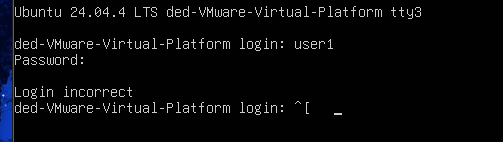 Ubuntu 24.04.4 LTS ded-VMware-Virtual-Platform tty3
ded-VMware-Virtual-Platform login: user1
Password:
Login incorrect
ded-VMware-Virtual-Platform login: ^[   _